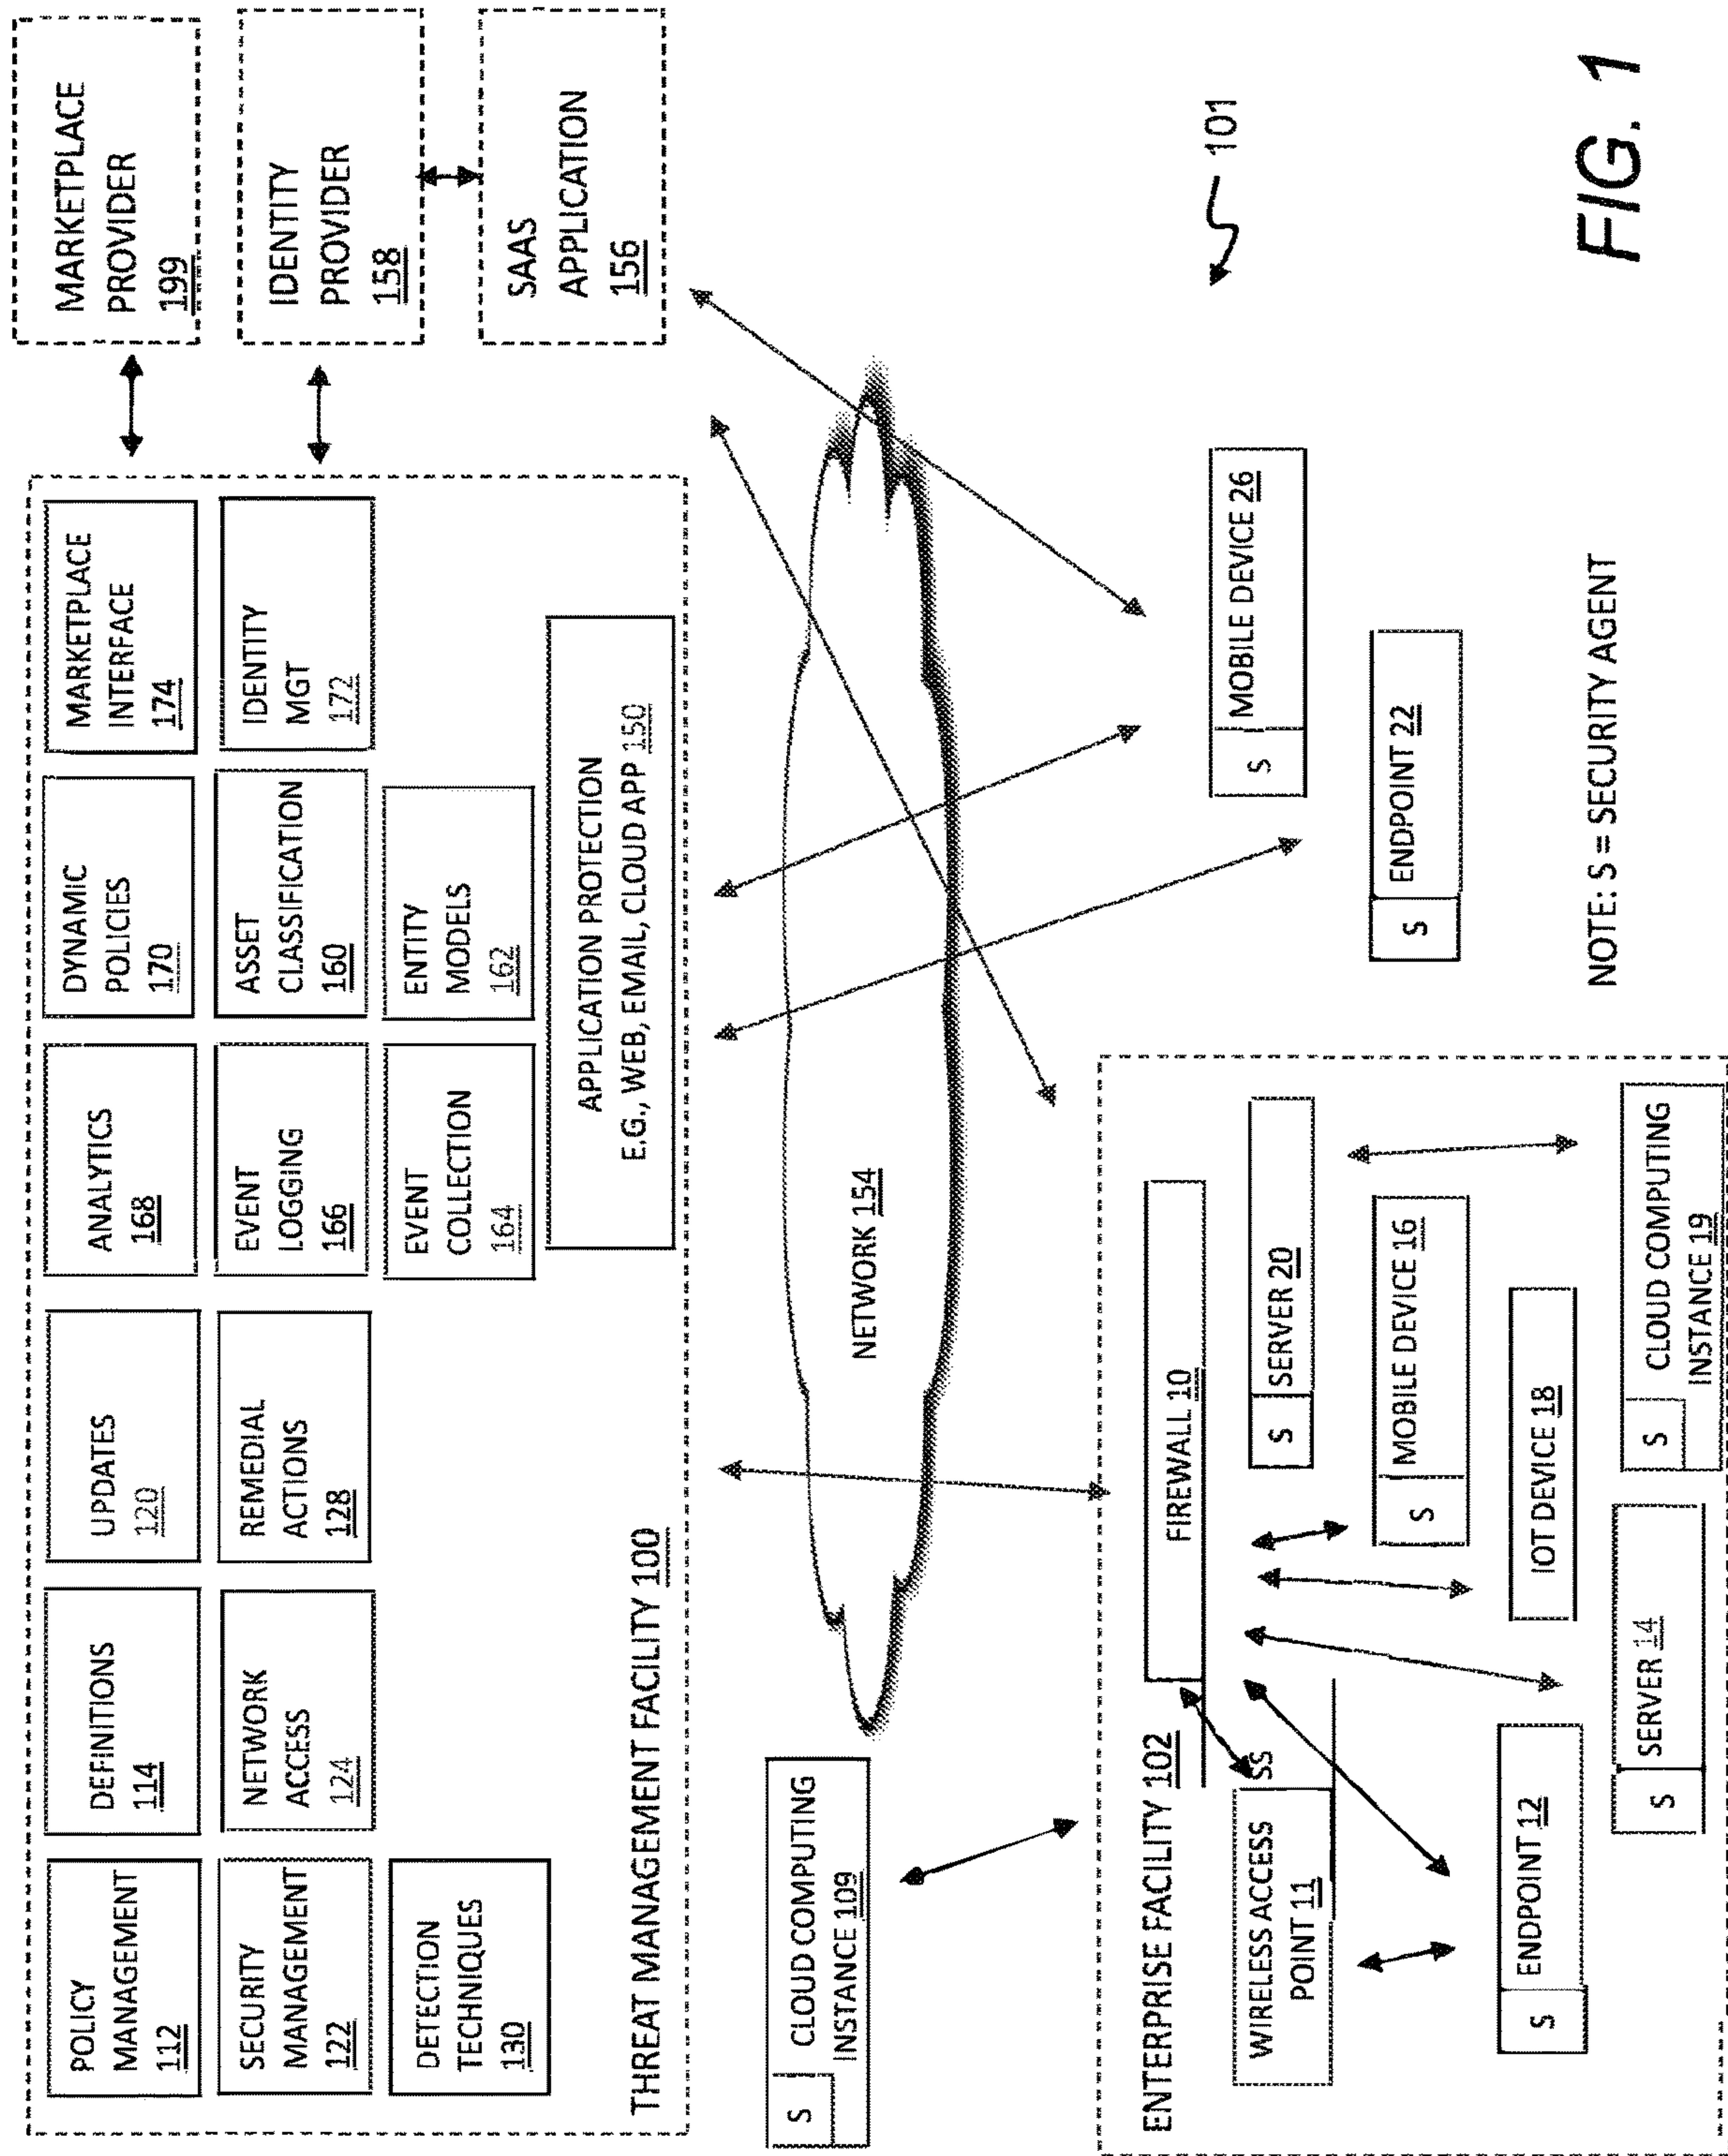 POLICY
MANAGEMENT
112
DEFINITIONS
114
UPDATES
120
ANALYTICS
168
DYNAMIC
POLICIES
170
MARKETPLACE
INTERFACE
174
MARKETPLACE
PROVIDER
199
SECURITY
MANAGEMENT
122
NETWORK
ACCESS
124
REMEDIAL
ACTIONS
128
EVENT
LOGGING
166
ASSET
CLASSIFICATION
160
IDENTITY
MGT
172
IDENTITY
PROVIDER
158
DETECTION
TECHNIQUES
130
EVENT
COLLECTION
164
ENTITY
MODELS
162
SAAS
APPLICATION
156
APPLICATION PROTECTION
E.G., WEB, EMAIL, CLOUD APP 150
THREAT MANAGEMENT FACILITY 100
S
CLOUD COMPUTING
INSTANCE 109
NETWORK 154
101
ENTERPRISE FACILITY 102
FIREWALL 10
WIRELESS ACCESS
POINT 11
SS
S
SERVER 20
S
MOBILE DEVICE 16
IOT DEVICE 18
S
CLOUD COMPUTING
INSTANCE 19
S
ENDPOINT 12
S
SERVER 14
S
MOBILE DEVICE 26
S
ENDPOINT 22
NOTE: S = SECURITY AGENT
FIG. 1